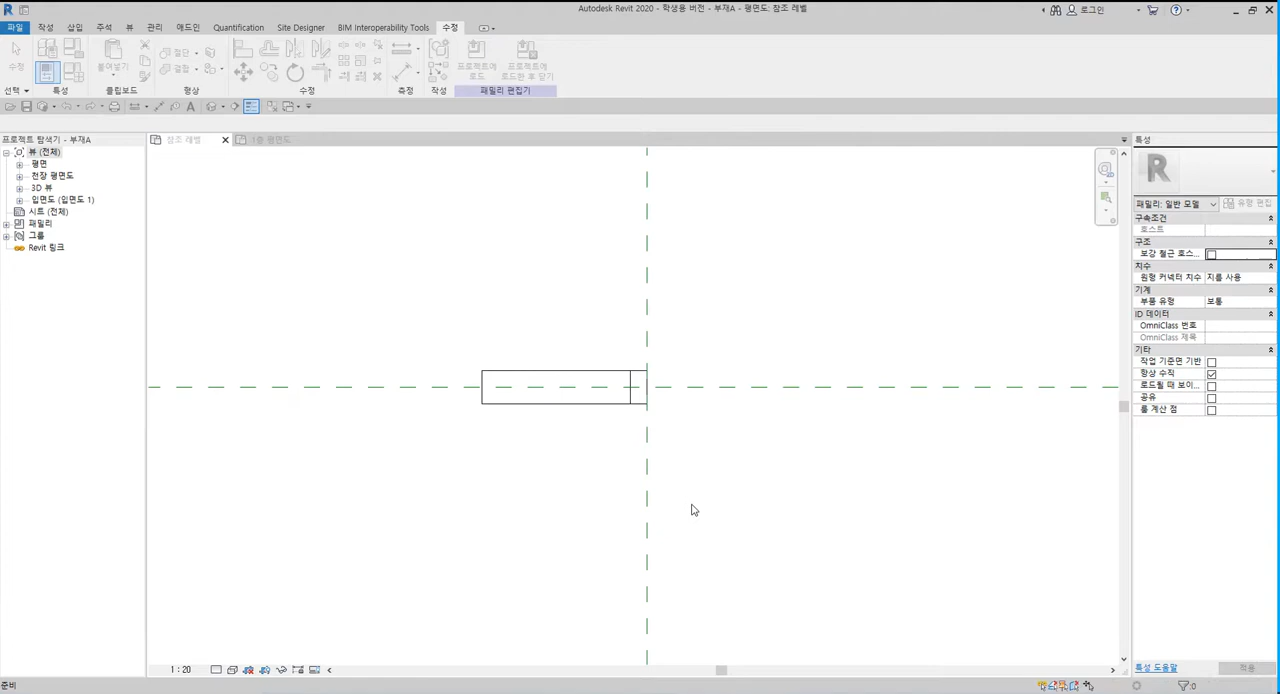 Autodesk Revit 2020 - 학생용 버전 - 부재A - 평면도: 참조 레벨
로그인
파일 작성 삽입 주석 뷰 관리 애드인 Quantification Site Designer BIM Interoperability Tools 수정
수정
붙여넣기
절단
결합
프로젝트에 로드
프로젝트에 로드한 후 닫기
선택 특성 클립보드 형상 수정 측정 작성 패밀리 편집기
프로젝트 탐색기 - 부재A
참조 레벨
1층 평면도
특성
뷰 (전체)
평면
천장 평면도
3D 뷰
입면도 (입면도 1)
시트 (전체)
패밀리
그룹
Revit 링크
패밀리: 일반 모델
유형 편집
구속조건
호스트
구조
보강 철근 호스...
치수
원형 커넥터 치수 지름 사용
기계
부품 유형 보통
ID 데이터
OmniClass 번호
OmniClass 제목
기타
작업 기준면 기반
항상 수직
로드될 때 보이...
공유
룸 계산 점
1 : 20
특성 도움말
적용
준비
:0